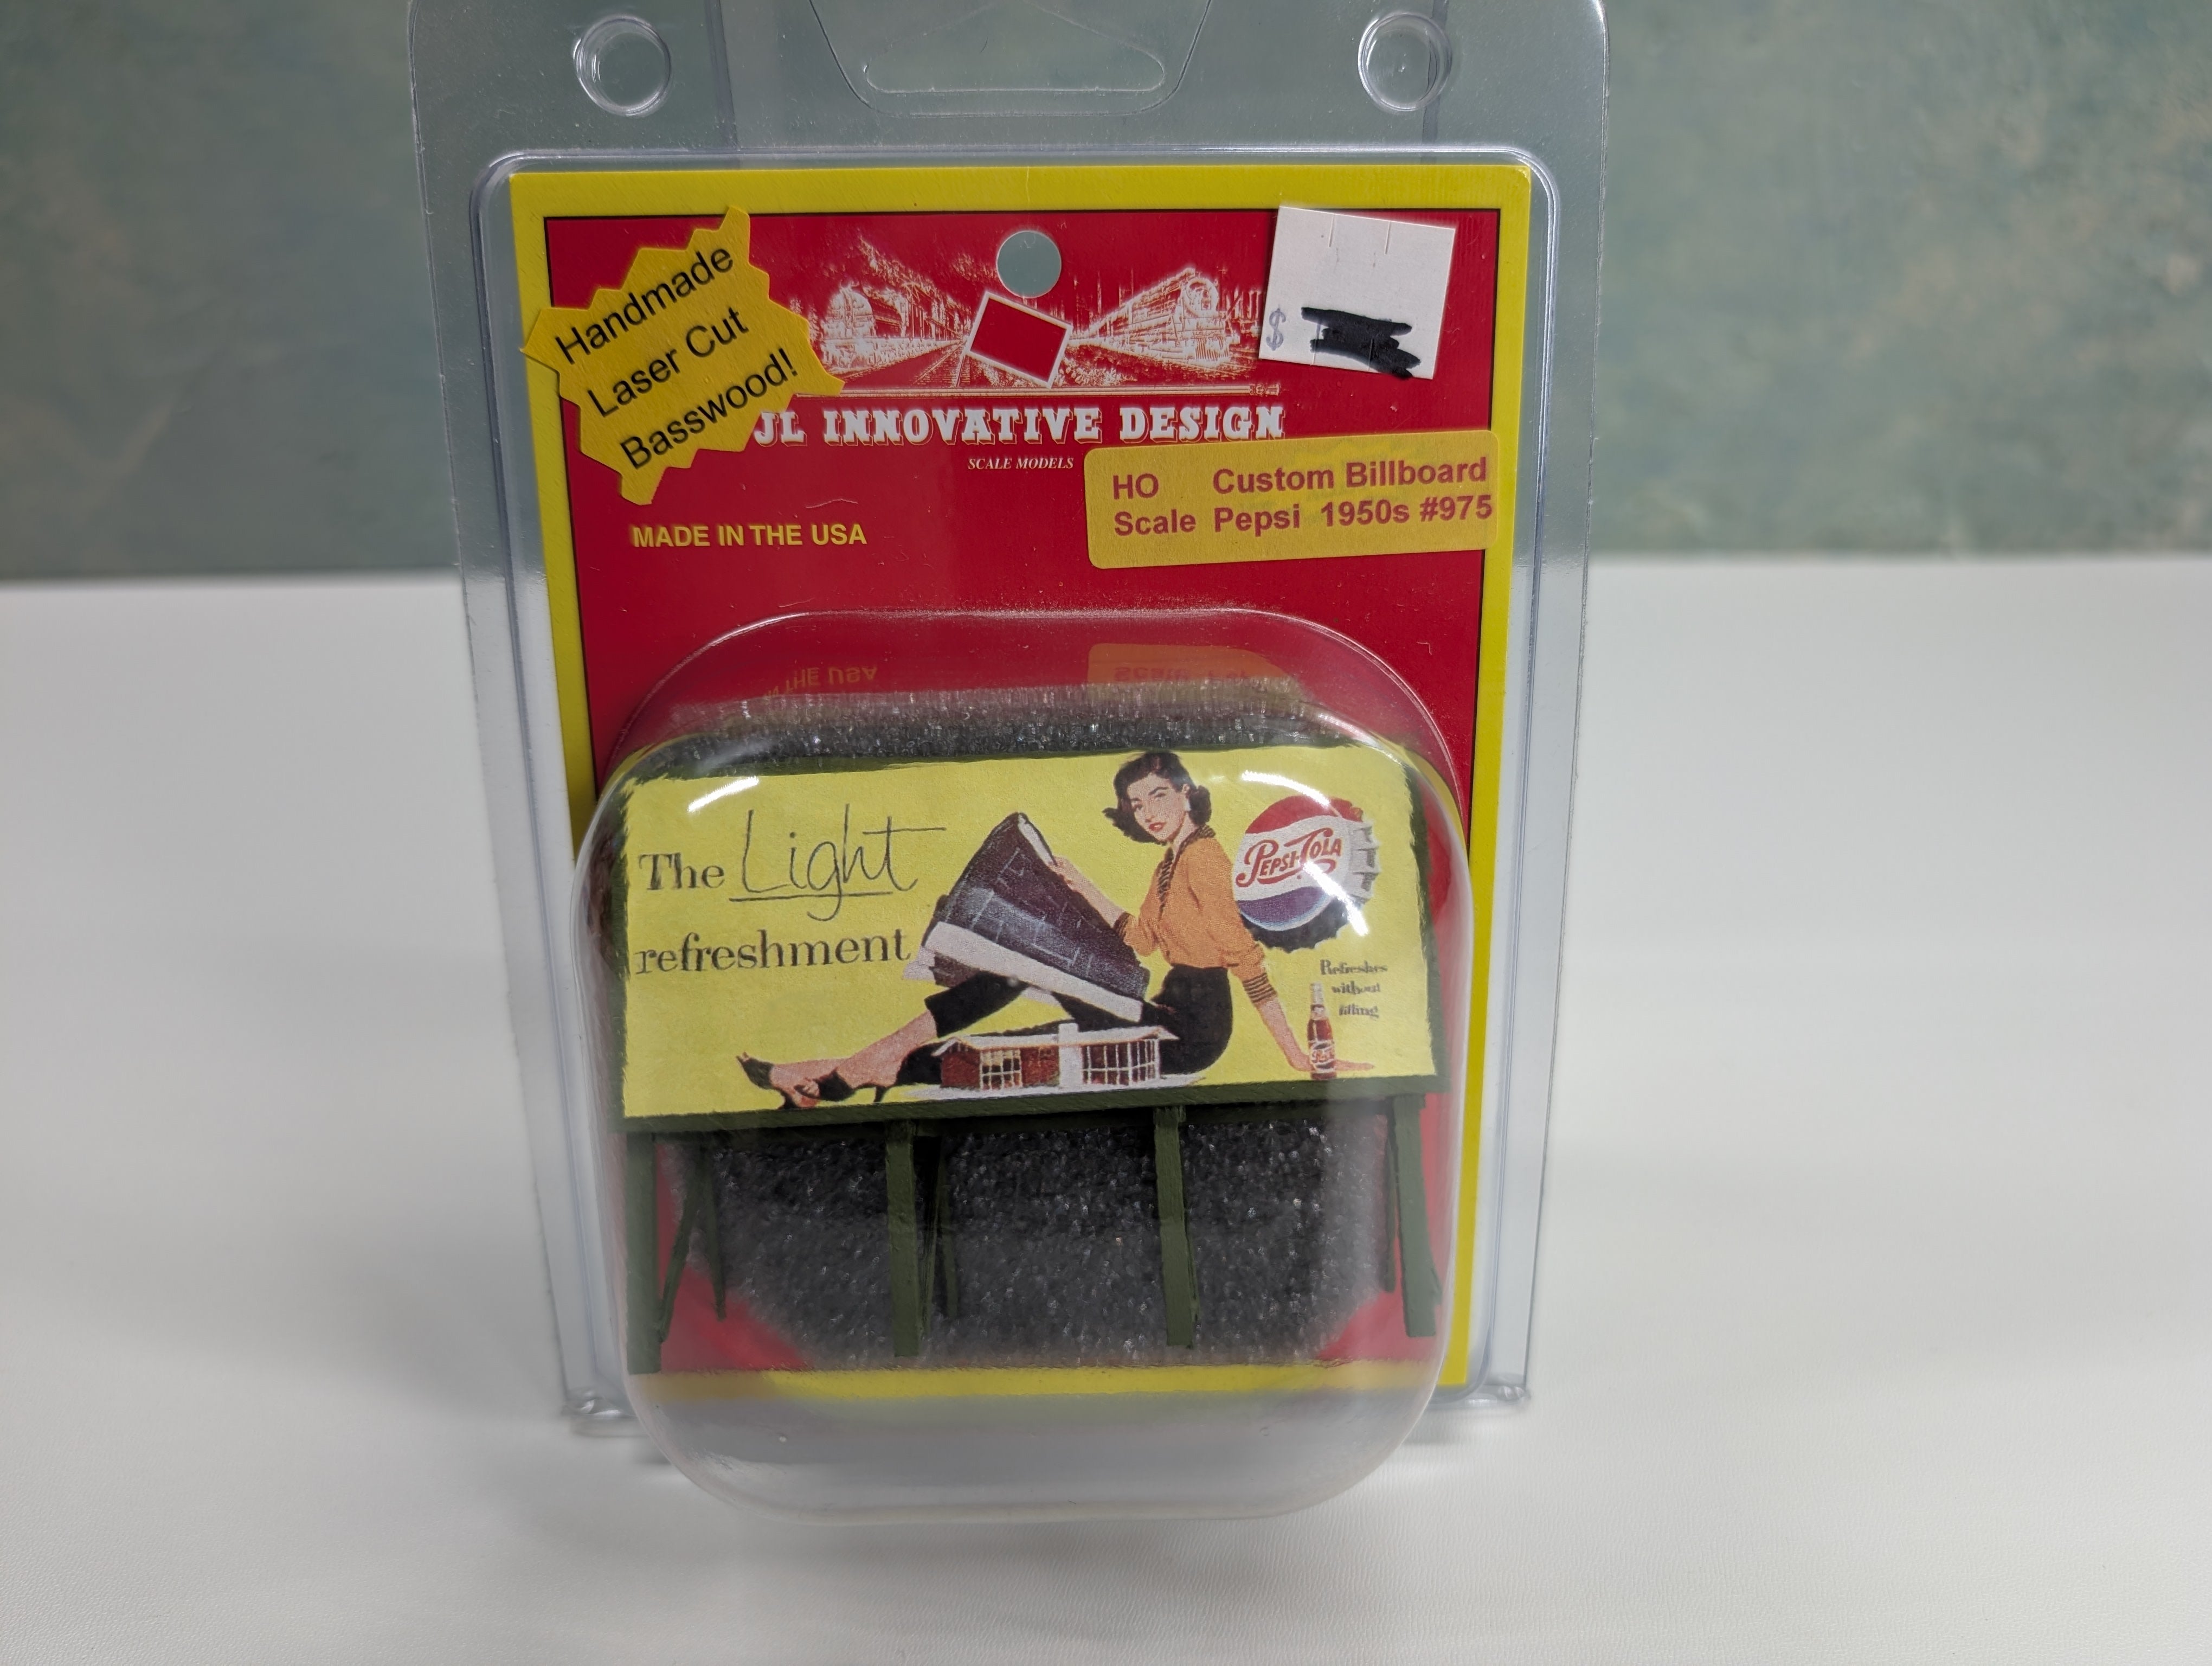 Handmade
Laser Cut
Basswood!
$
JL INNOVATIVE DESIGN
SCALE MODELS
HO Custom Billboard
Scale Pepsi 1950s #975
MADE IN THE USA
The Light
refreshment
PEPSI-COLA
Refreshes
without
filling